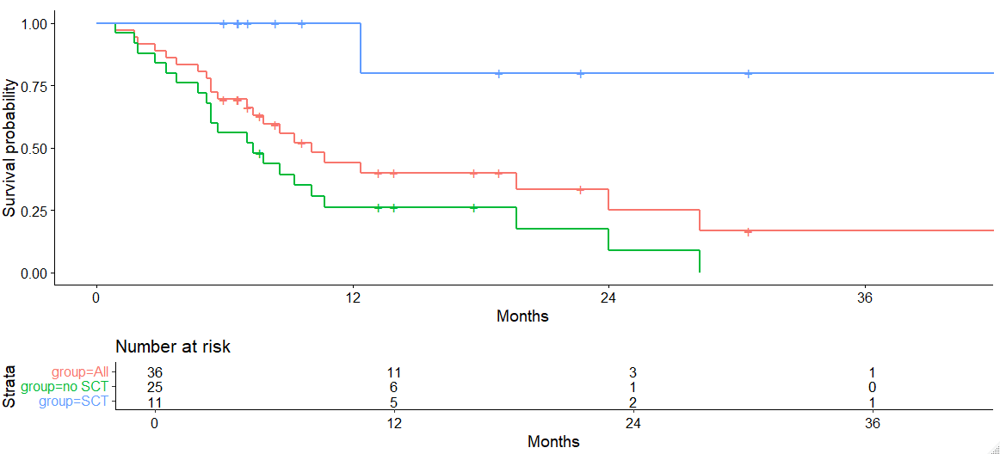 Survival probability
1.00
0.75
0.50
0.25
0.00
0 12 24 36
Months
Number at risk
Strata
group=All 36 11 3 1
group=no SCT 25 6 1 0
group=SCT 11 5 2 1
0 12 24 36
Months